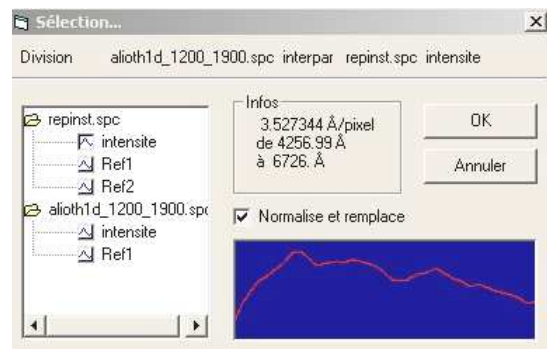 Sélection...
Division alioth1d_1200_1900.spc interpar repinst.spc intensite
repinst.spc
intensite
Ref1
Ref2
alioth1d_1200_1900.spc
intensite
Ref1
Infos
3.527344 Å/pixel
de 4256.99 Å
à 6726. Å
OK
Annuler
Normalise et remplace